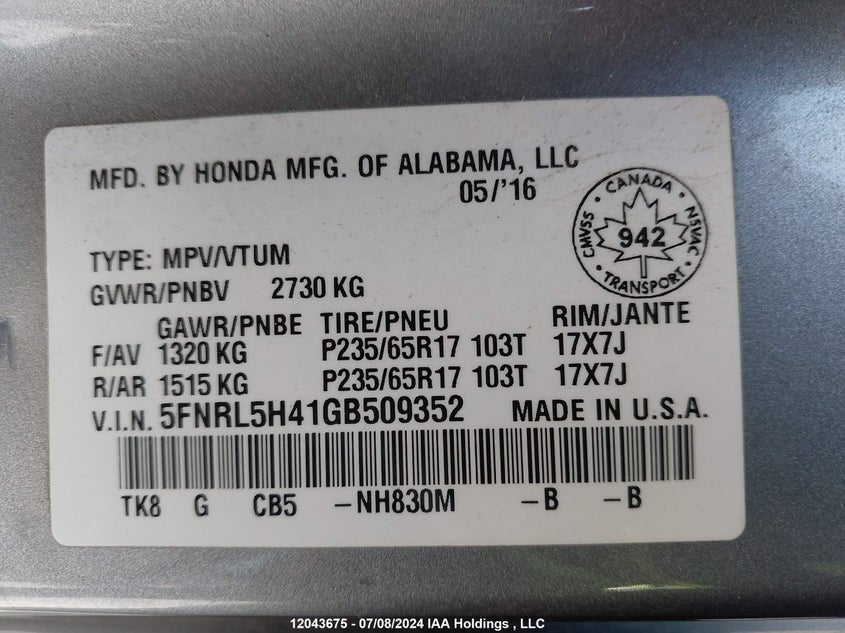 MFD. BY HONDA MFG. OF ALABAMA, LLC
05/'16
CANADA
CMVSS 942 NSVAC
TRANSPORT
TYPE: MPV/VTUM
GVWR/PNBV 2730 KG
GAWR/PNBE TIRE/PNEU RIM/JANTE
F/AV 1320 KG P235/65R17 103T 17X7J
R/AR 1515 KG P235/65R17 103T 17X7J
V.I.N. 5FNRL5H41GB509352 MADE IN U.S.A.
TK8 G CB5 -NH830M -B -B
12043675 - 07/08/2024 IAA Holdings , LLC